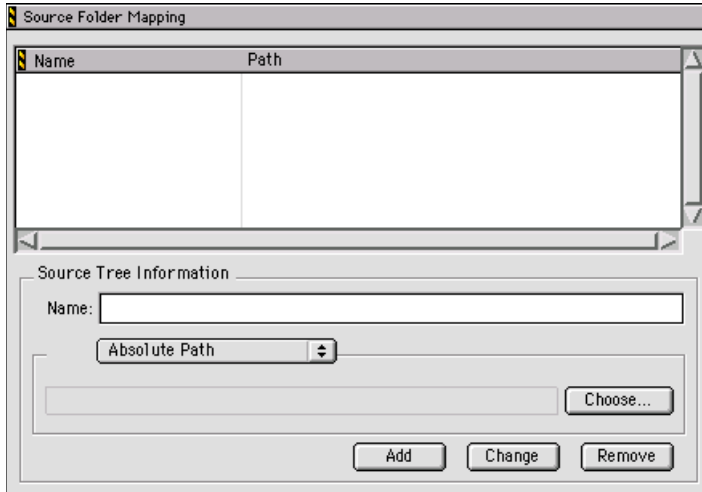 Source Folder Mapping
Name Path
Source Tree Information
Name:
Absolute Path
Choose...
Add Change Remove